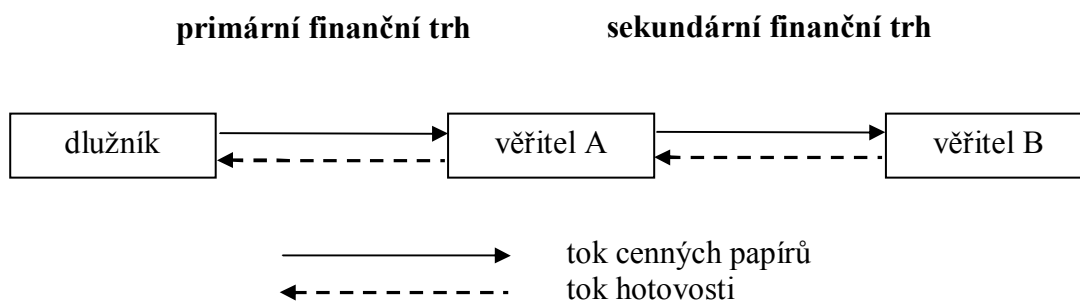 primární finanční trh sekundární finanční trh
dlužník věřitel A věřitel B
tok cenných papírů
tok hotovosti